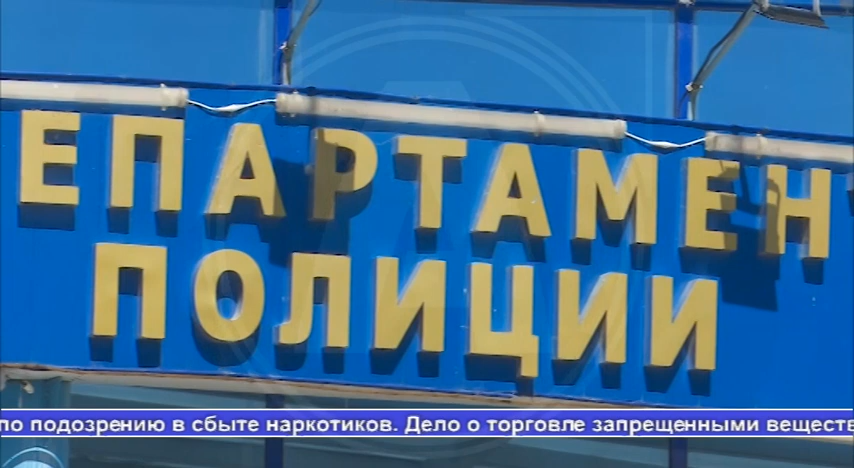 ЕПАРТАМЕН
ПОЛИЦИИ
по подозрению в сбыте наркотиков. Дело о торговле запрещенными веществ